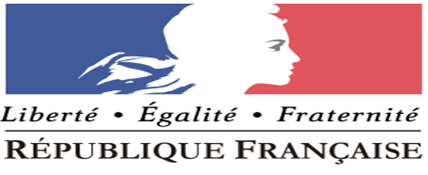 Liberté • Égalité • Fraternité
RÉPUBLIQUE FRANÇAISE